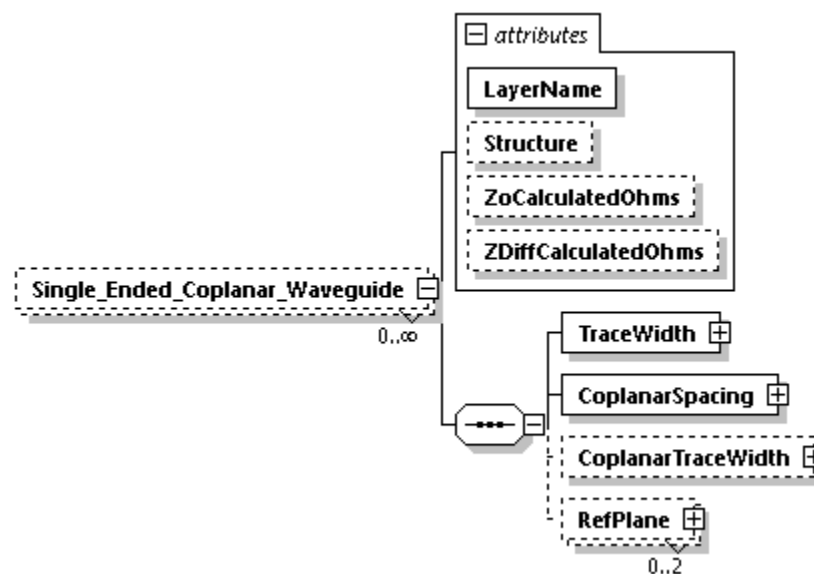 attributes
LayerName
Structure
ZoCalculatedOhms
ZDiffCalculatedOhms
Single_Ended_Coplanar_Waveguide
0..∞
TraceWidth
CoplanarSpacing
CoplanarTraceWidth
RefPlane
0..2